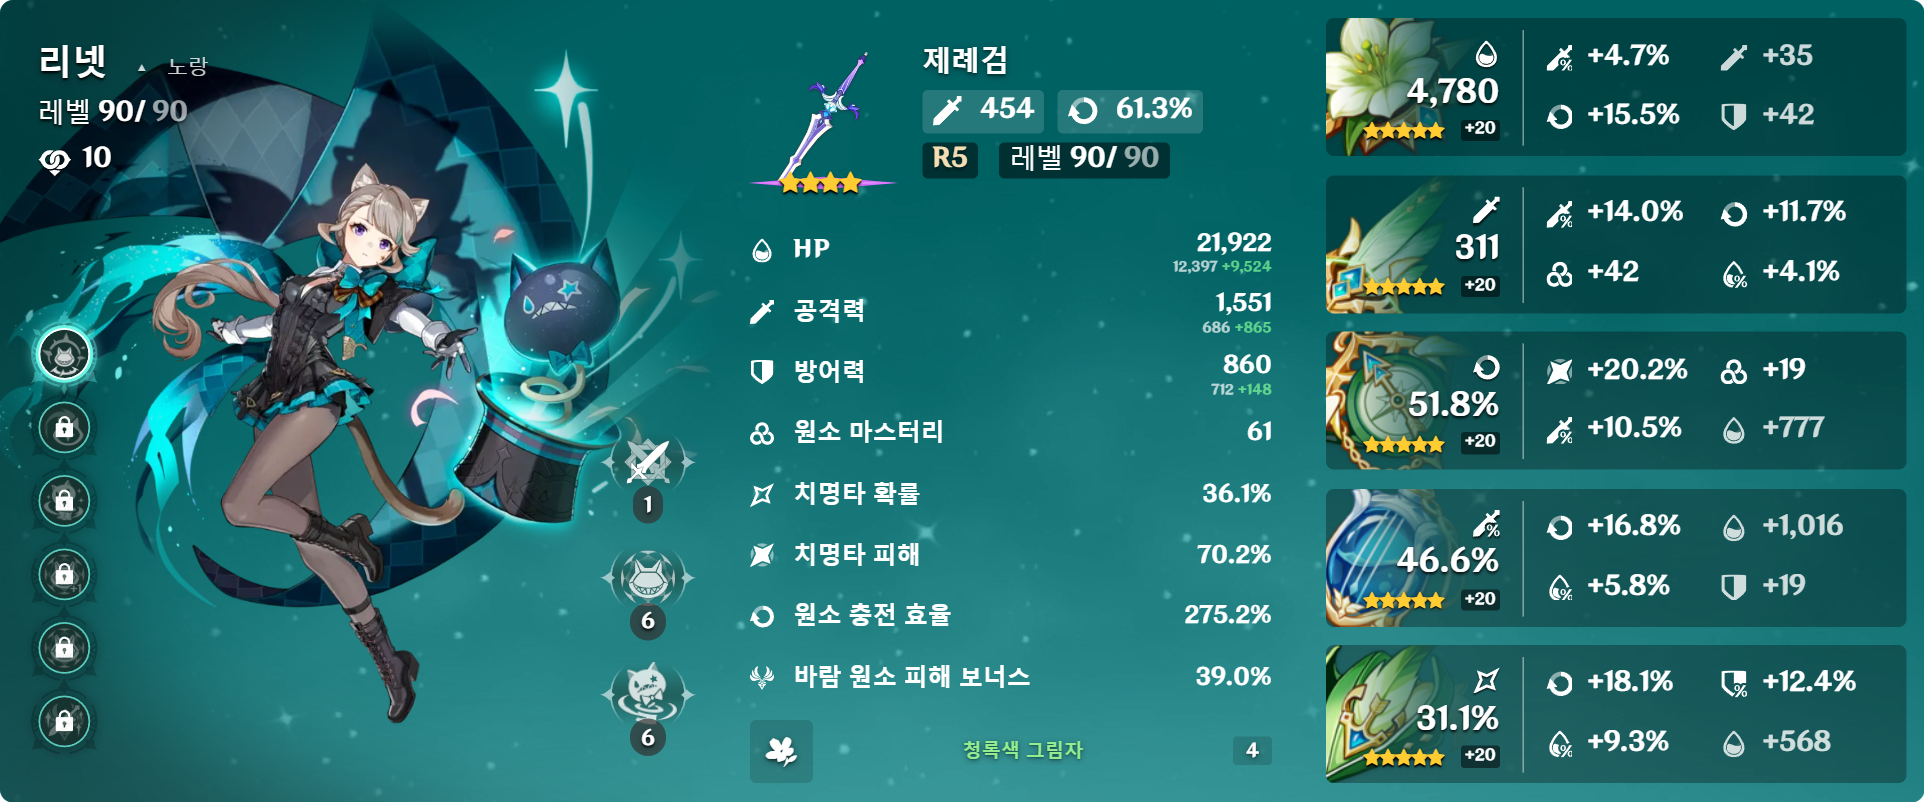 리넷 노랑
레벨 90/ 90
10
1
6
6
제례검
454 61.3%
R5 레벨 90/ 90
HP 21,922
12,397 +9,524
공격력 1,551
686 +865
방어력 860
712 +148
원소 마스터리 61
치명타 확률 36.1%
치명타 피해 70.2%
원소 충전 효율 275.2%
바람 원소 피해 보너스 39.0%
청록색 그림자 4
4,780
+20
+4.7% +35
+15.5% +42
311
+20
+14.0% +11.7%
+42 +4.1%
51.8%
+20
+20.2% +19
+10.5% +777
46.6%
+20
+16.8% +1,016
+5.8% +19
31.1%
+20
+18.1% +12.4%
+9.3% +568